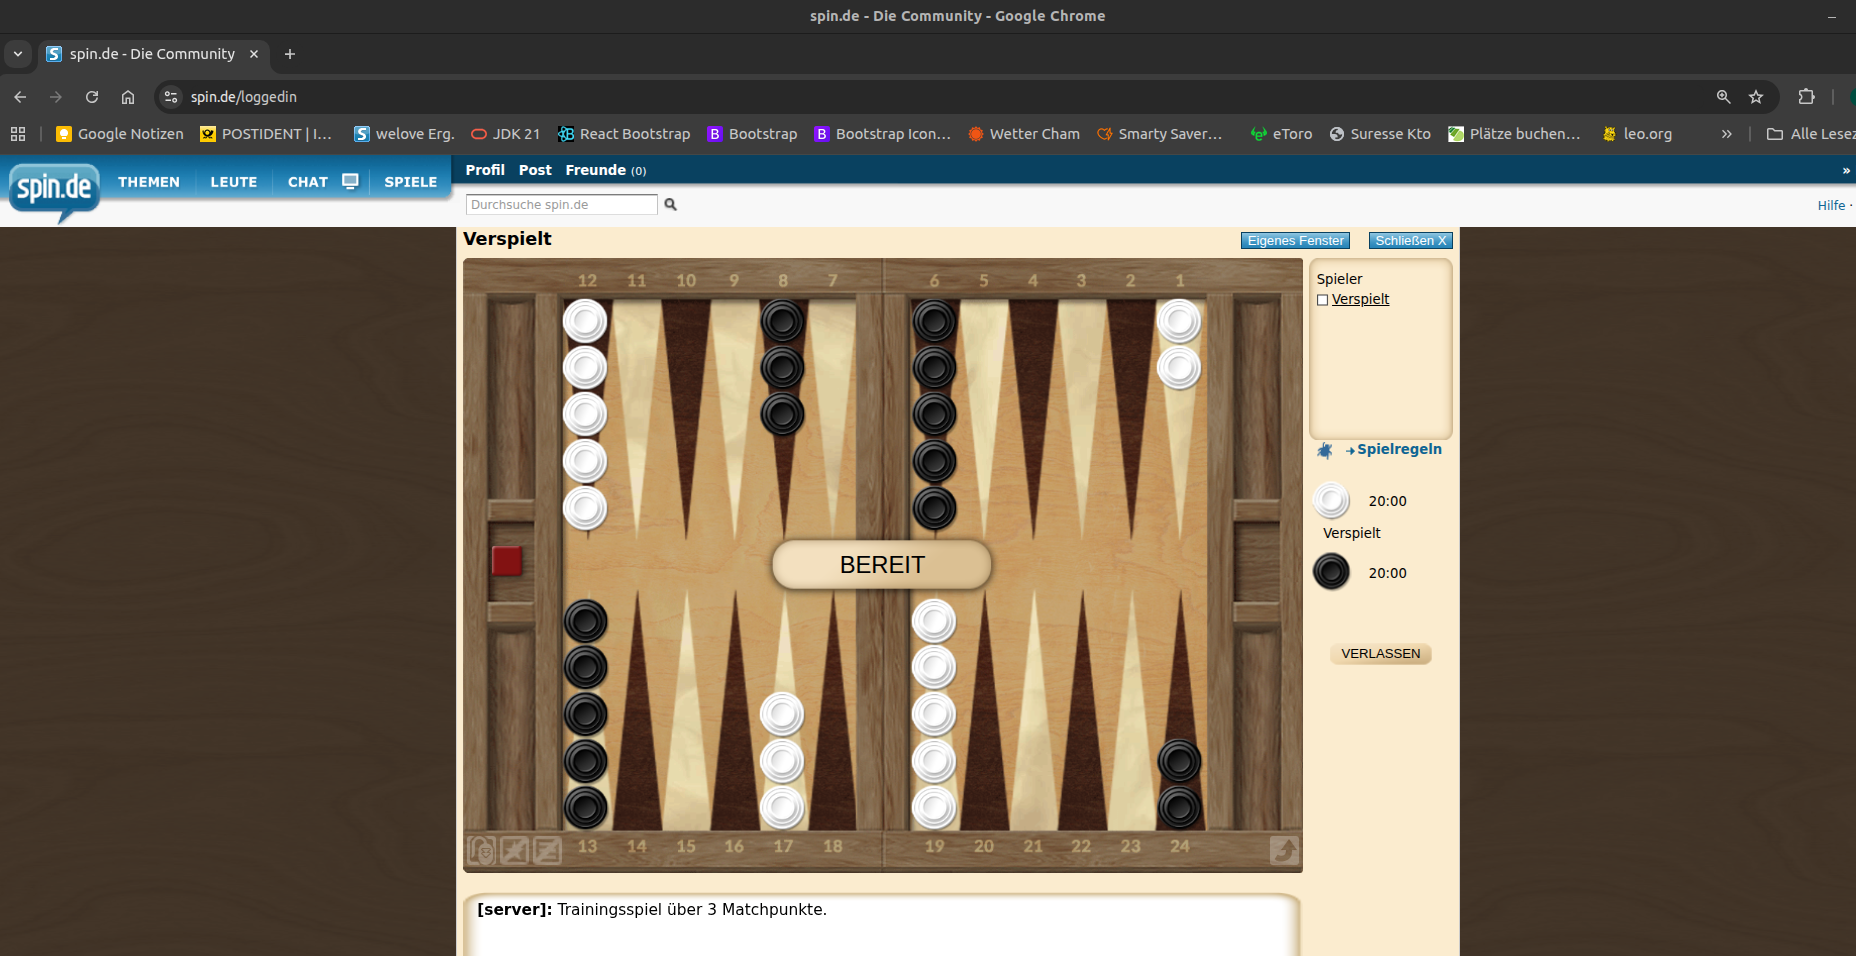 spin.de - Die Community - Google Chrome
spin.de - Die Community
spin.de/loggedin
Google Notizen
POSTIDENT | I...
welove Erg.
JDK 21
React Bootstrap
Bootstrap
Bootstrap Icon...
Wetter Cham
Smarty Saver...
eToro
Suresse Kto
Plätze buchen...
leo.org
»
Alle Lesez
spin.de
THEMEN
LEUTE
CHAT
SPIELE
Profil
Post
Freunde (0)
»
Durchsuche spin.de
Hilfe ·
Verspielt
Eigenes Fenster
Schließen X
12 11 10 9 8 7 6 5 4 3 2 1
Spieler
Verspielt
Spielregeln
20:00
Verspielt
BEREIT
20:00
VERLASSEN
13 14 15 16 17 18 19 20 21 22 23 24
[server]: Trainingsspiel über 3 Matchpunkte.